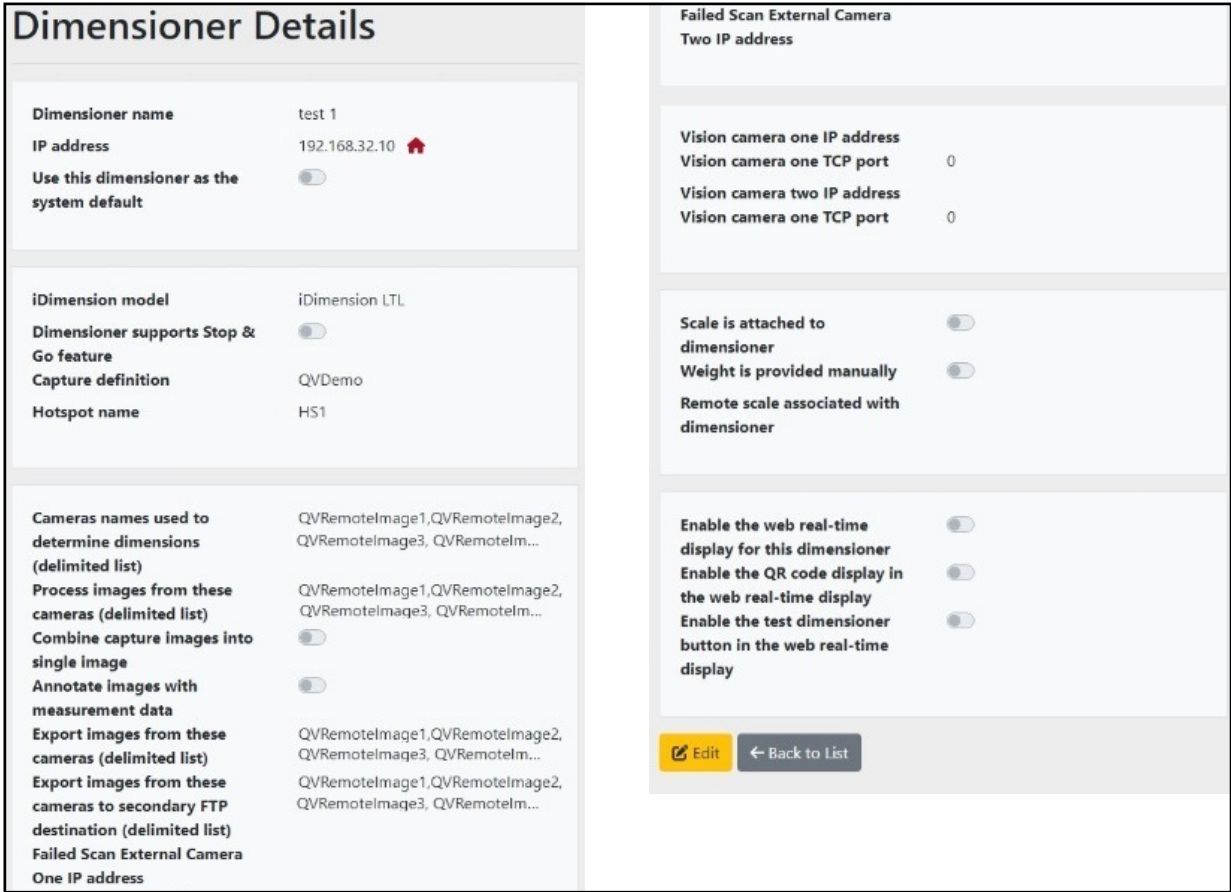 Dimensioner Details
Dimensioner name test 1
IP address 192.168.32.10
Use this dimensioner as the
system default
iDimension model iDimension LTL
Dimensioner supports Stop &
Go feature
Capture definition QVDemo
Hotspot name HS1
Cameras names used to QVRemoteImage1,QVRemoteImage2,
determine dimensions QVRemoteImage3, QVRemoteIm...
(delimited list)
Process images from these QVRemoteImage1,QVRemoteImage2,
cameras (delimited list) QVRemoteImage3, QVRemoteIm...
Combine capture images into
single image
Annotate images with
measurement data
Export images from these QVRemoteImage1,QVRemoteImage2,
cameras (delimited list) QVRemoteImage3, QVRemoteIm...
Export images from these QVRemoteImage1,QVRemoteImage2,
cameras to secondary FTP QVRemoteImage3, QVRemoteIm...
destination (delimited list)
Failed Scan External Camera
One IP address
Failed Scan External Camera
Two IP address
Vision camera one IP address
Vision camera one TCP port 0
Vision camera two IP address
Vision camera one TCP port 0
Scale is attached to
dimensioner
Weight is provided manually
Remote scale associated with
dimensioner
Enable the web real-time
display for this dimensioner
Enable the QR code display in
the web real-time display
Enable the test dimensioner
button in the web real-time
display
Edit
Back to List